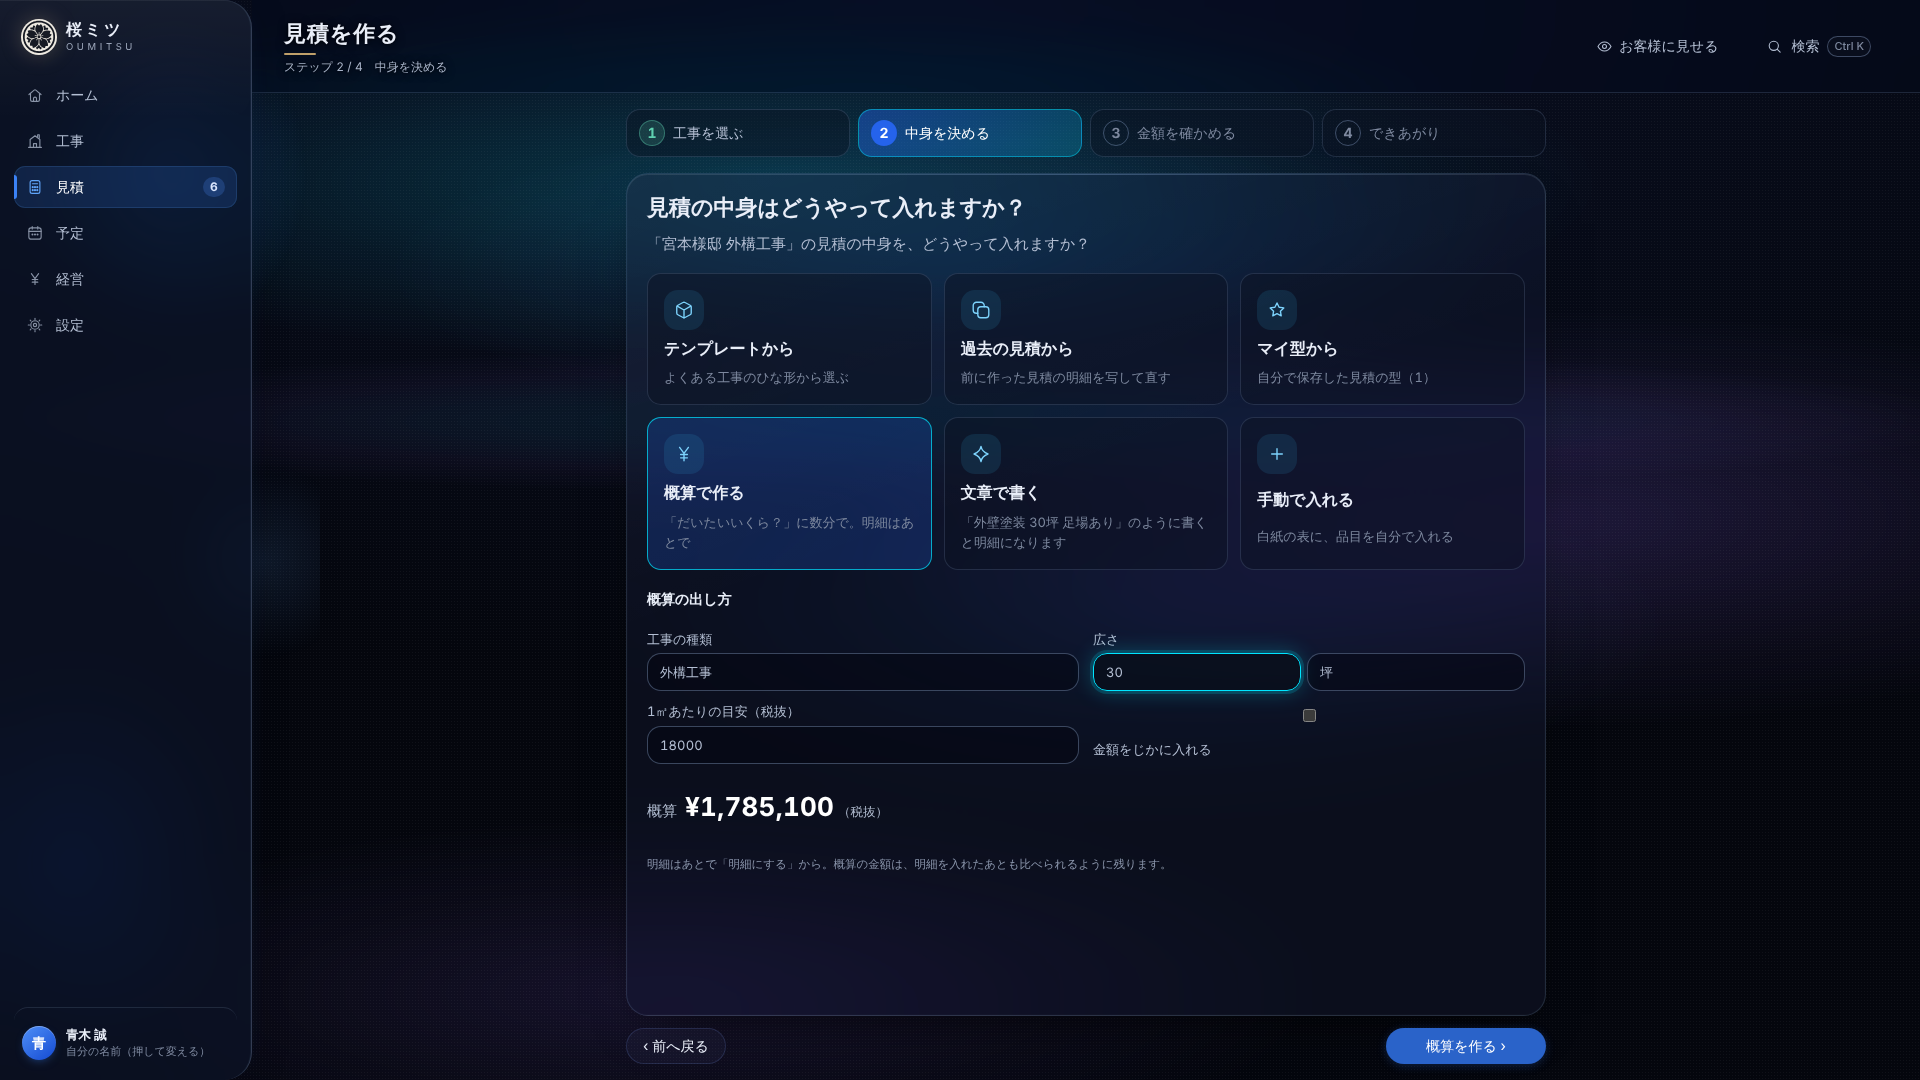 桜ミツ
OUMITSU
ホーム
工事
見積 6
予定
経営
設定
青
青木 誠
自分の名前（押して変える）
見積を作る
ステップ 2 / 4　中身を決める
お客様に見せる
検索 Ctrl K
1 工事を選ぶ
2 中身を決める
3 金額を確かめる
4 できあがり
見積の中身はどうやって入れますか？
「宮本様邸 外構工事」の見積の中身を、どうやって入れますか？
テンプレートから
よくある工事のひな形から選ぶ
過去の見積から
前に作った見積の明細を写して直す
マイ型から
自分で保存した見積の型（1）
¥
概算で作る
「だいたいいくら？」に数分で。明細はあ
とで
文章で書く
「外壁塗装 30坪 足場あり」のように書く
と明細になります
手動で入れる
白紙の表に、品目を自分で入れる
概算の出し方
工事の種類
外構工事
広さ
30
坪
1㎡あたりの目安（税抜）
18000
金額をじかに入れる
概算 ¥1,785,100（税抜）
明細はあとで「明細にする」から。概算の金額は、明細を入れたあとも比べられるように残ります。
‹ 前へ戻る
概算を作る ›